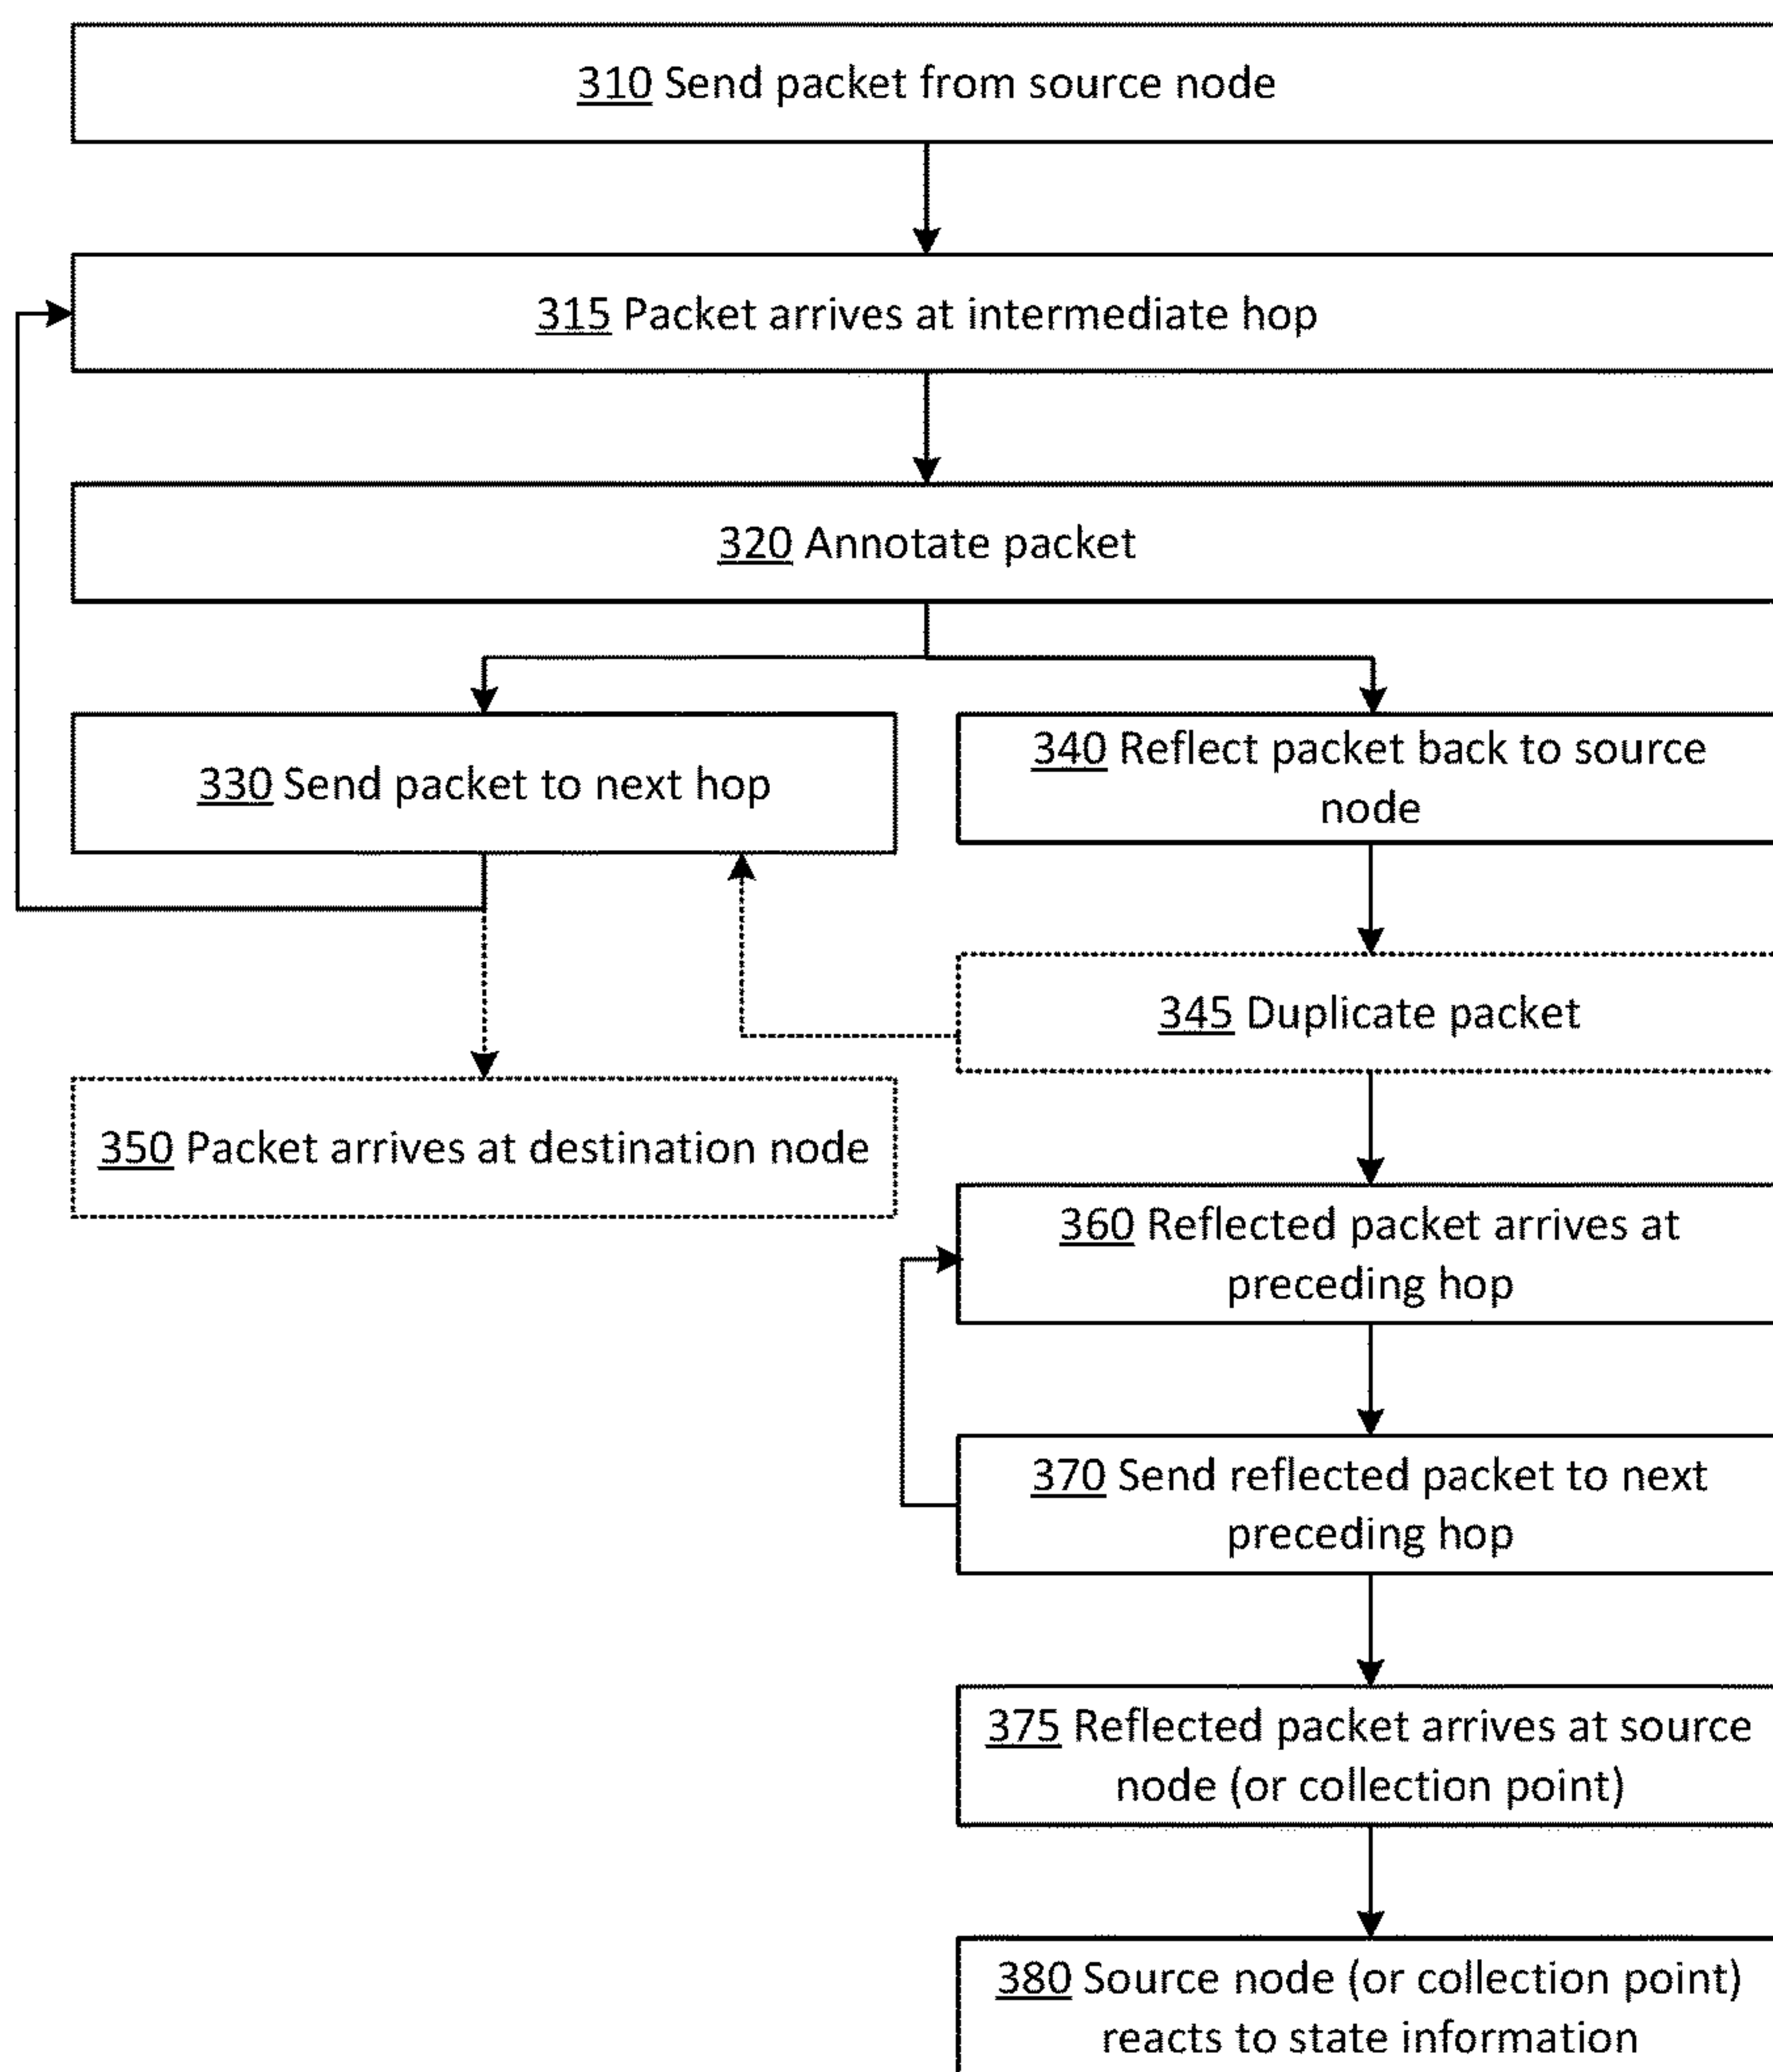 310 Send packet from source node
315 Packet arrives at intermediate hop
320 Annotate packet
330 Send packet to next hop
340 Reflect packet back to source
node
345 Duplicate packet
350 Packet arrives at destination node
360 Reflected packet arrives at
preceding hop
370 Send reflected packet to next
preceding hop
375 Reflected packet arrives at source
node (or collection point)
380 Source node (or collection point)
reacts to state information